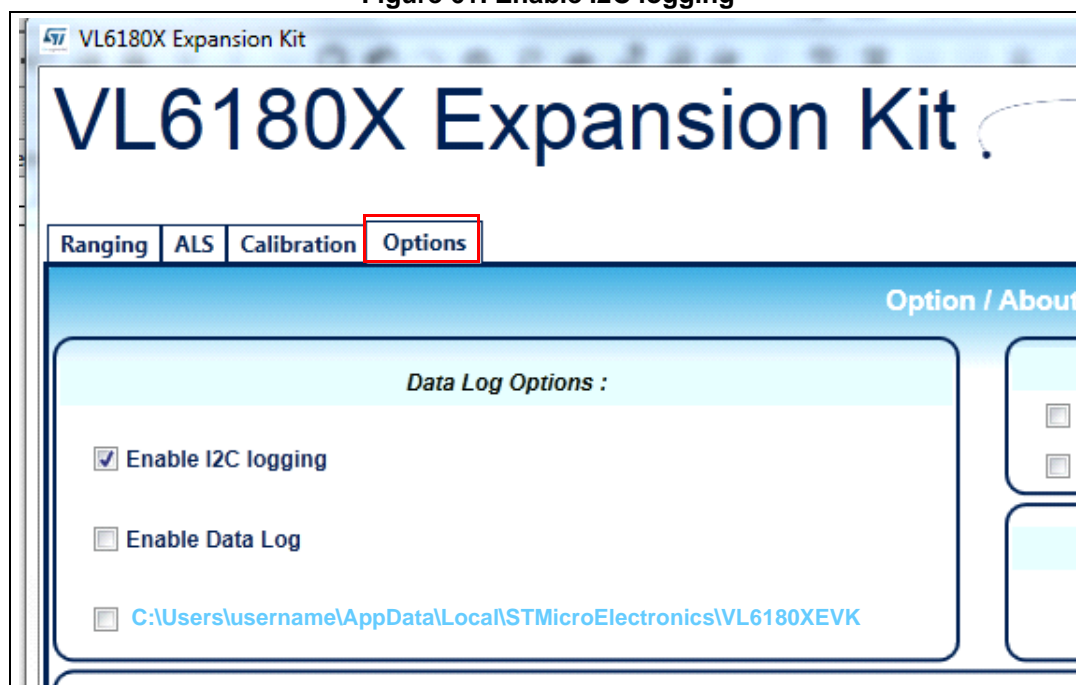 VL6180X Expansion Kit
VL6180X Expansion Kit
Ranging ALS Calibration Options
Option / About
Data Log Options :
Enable I2C logging
Enable Data Log
C:\Users\username\AppData\Local\STMicroElectronics\VL6180XEVK